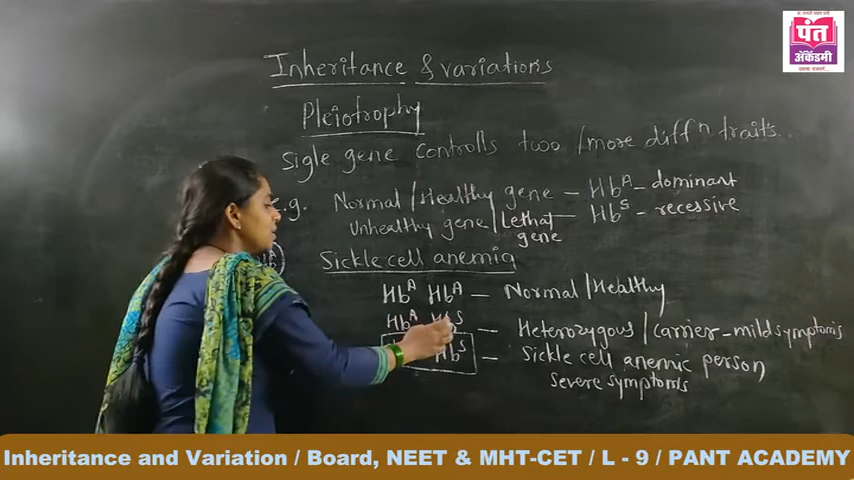 पंत
अ‍ॅकॅडमी
Inheritance & variations
Pleiotrophy
Sigle gene controlls two / more diffn traits..
e.g. Normal / Healthy gene - HbA - dominant
Unhealthy gene / Lethal gene - HbS - recessive
Sickle cell anemia
HbA HbA - Normal / Healthy
HbA HbS - Heterozygous / carrier - mild symptoms
HbS - Sickle cell anemic person
severe symptoms
Inheritance and Variation / Board, NEET & MHT-CET / L - 9 / PANT ACADEMY